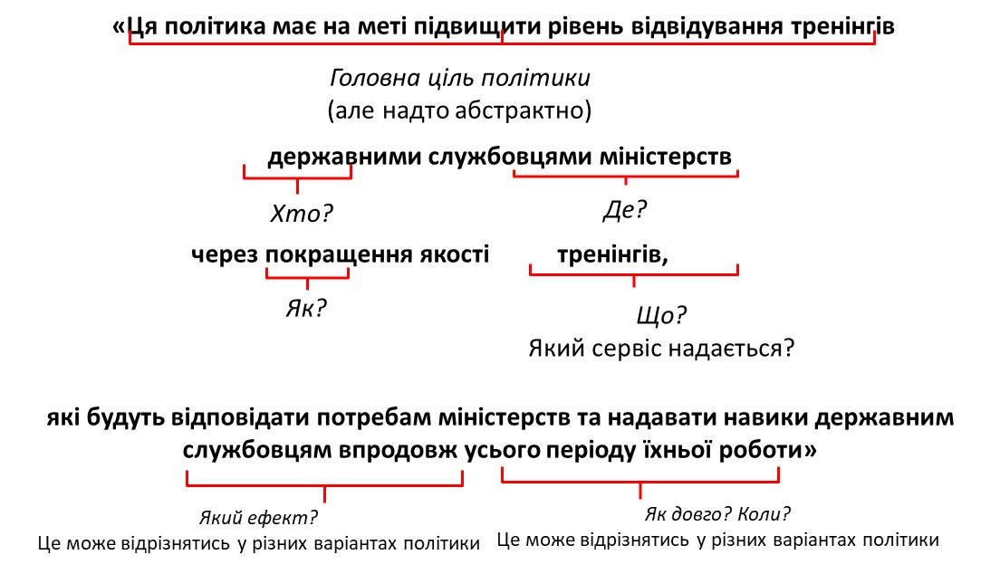 «Ця політика має на меті підвищити рівень відвідування тренінгів
Головна ціль політики
(але надто абстрактно)
державними службовцями міністерств
Хто?
Де?
через покращення якості тренінгів,
Як?
Що?
Який сервіс надається?
які будуть відповідати потребам міністерств та надавати навики державним
службовцям впродовж усього періоду їхньої роботи»
Який ефект?
Це може відрізнятись у різних варіантах політики
Як довго? Коли?
Це може відрізнятись у різних варіантах політики